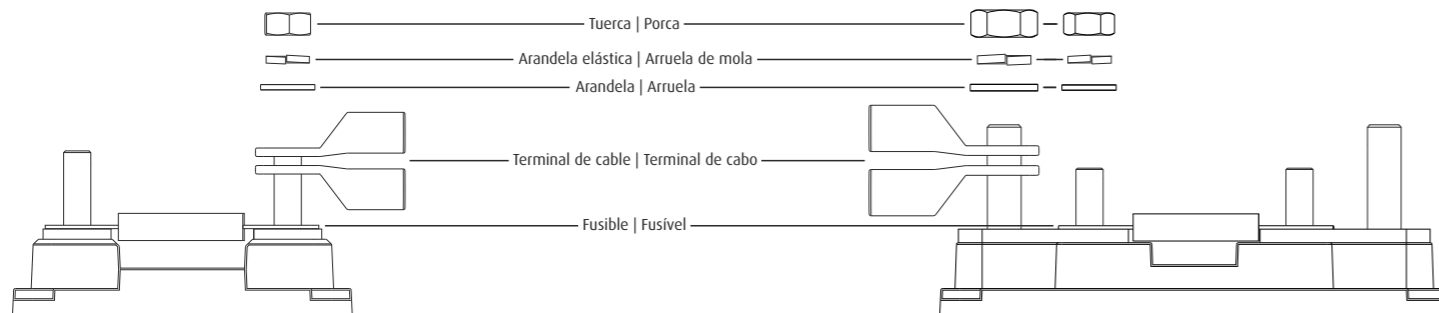 Tuerca | Porca
Arandela elástica | Arruela de mola
Arandela | Arruela
Terminal de cable | Terminal de cabo
Fusible | Fusível